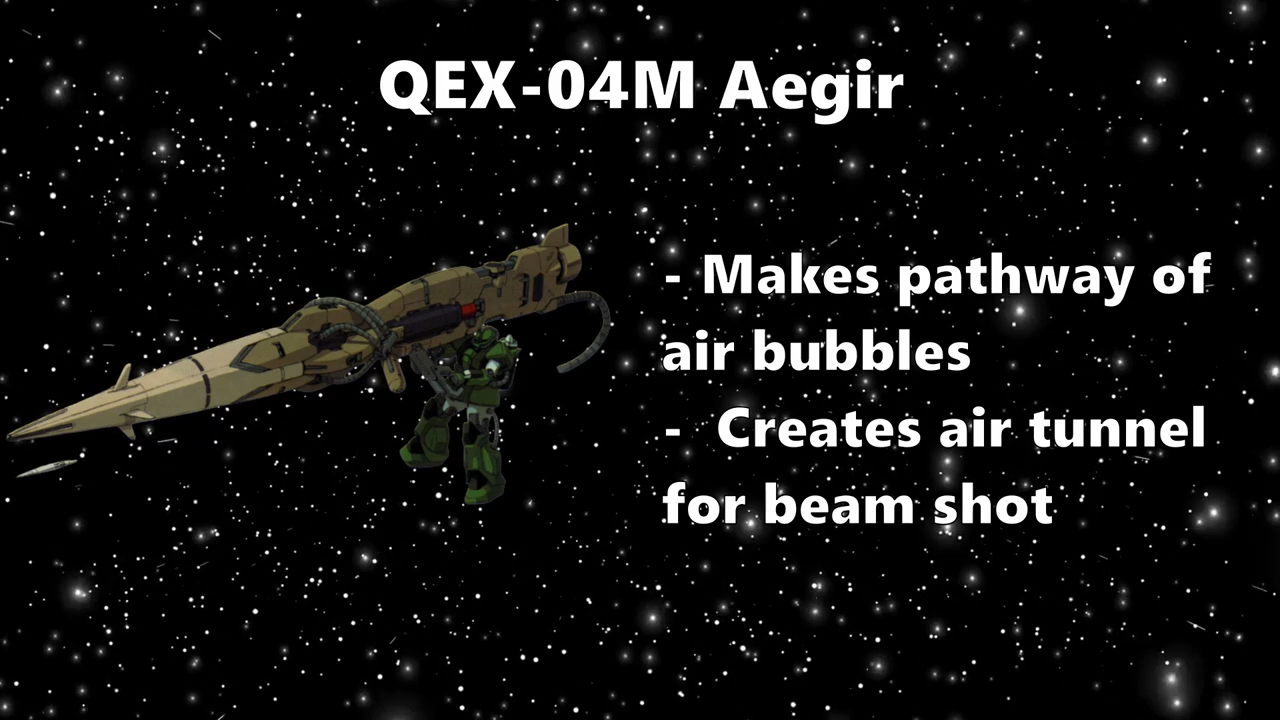 QEX-04M Aegir
- Makes pathway of
air bubbles
- Creates air tunnel
for beam shot